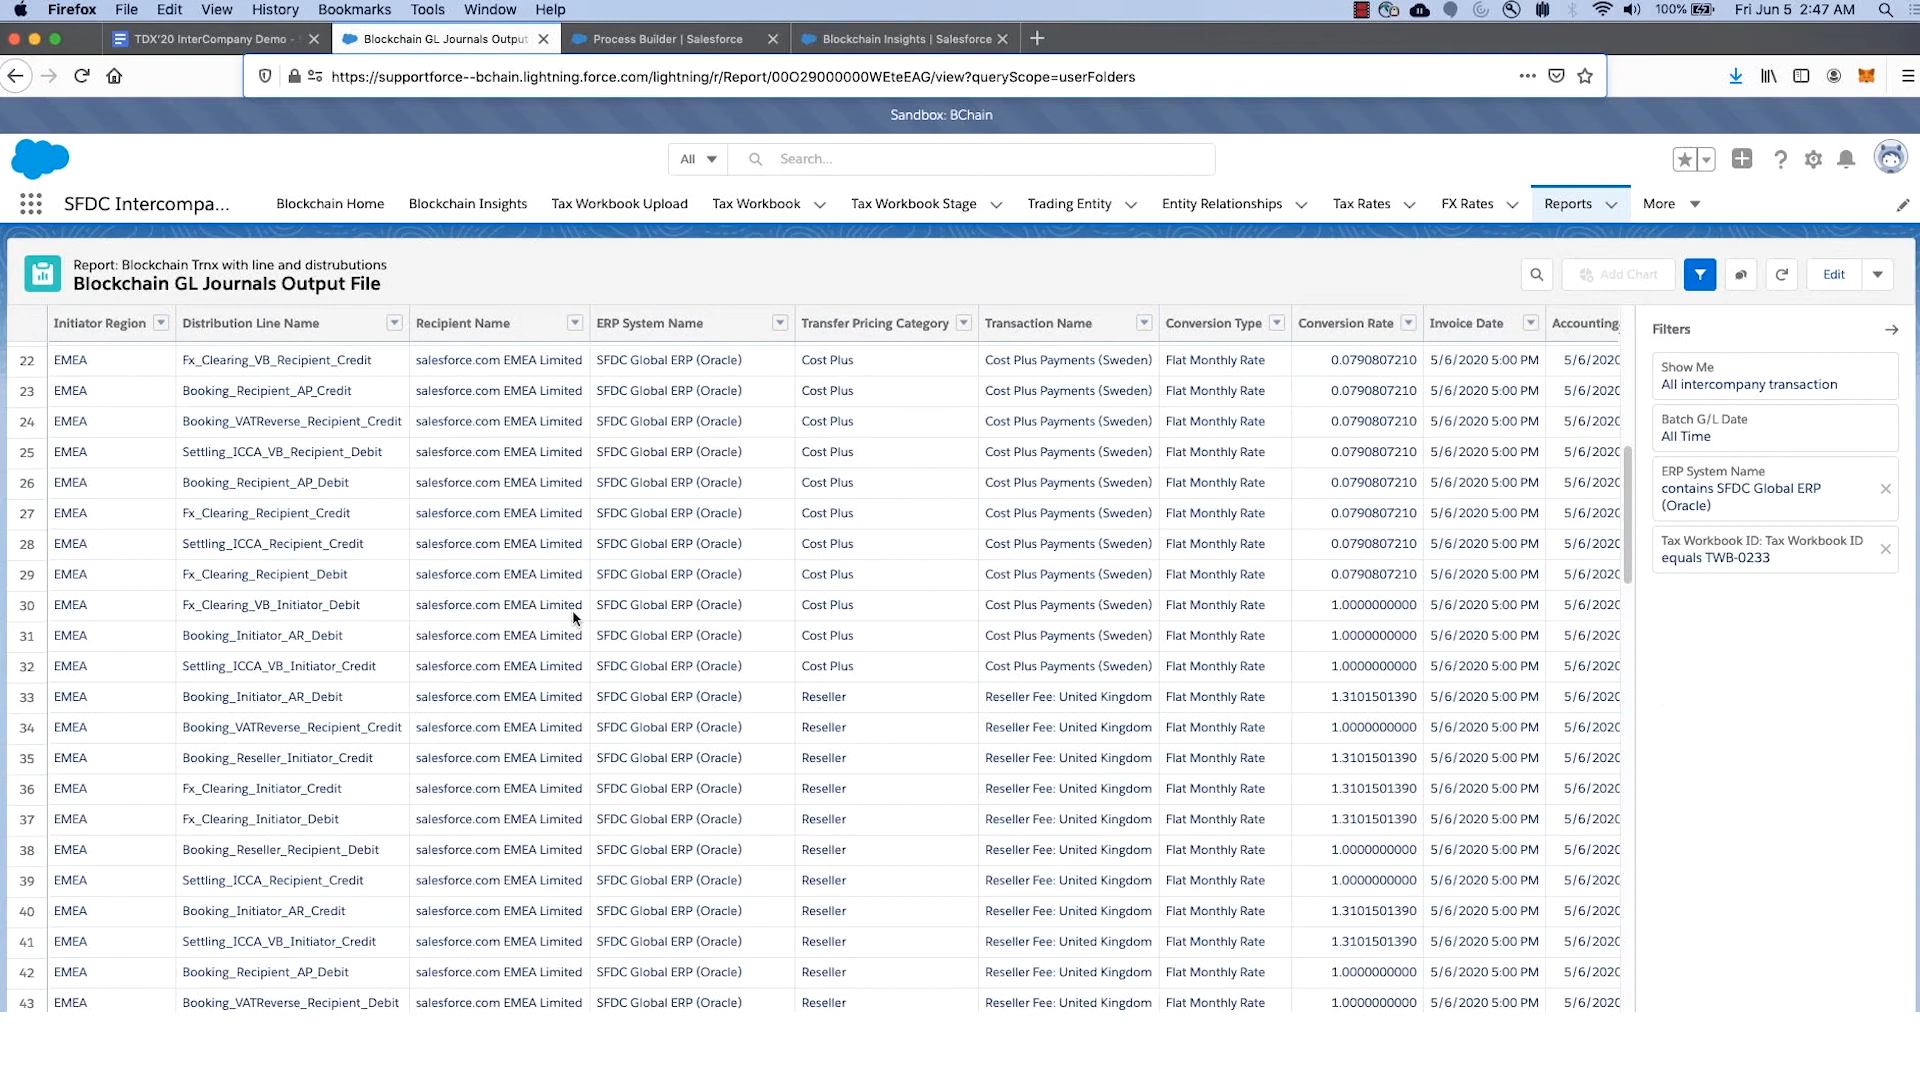 Firefox File Edit View History Bookmarks Tools Window Help 100% Fri Jun 5 2:47 AM
TDX'20 InterCompany Demo - Blockchain GL Journals Output Process Builder | Salesforce Blockchain Insights | Salesforce
https://supportforce--bchain.lightning.force.com/lightning/r/Report/00O29000000WEteEAG/view?queryScope=userFolders
Sandbox: BChain
All Search...
SFDC Intercompa... Blockchain Home Blockchain Insights Tax Workbook Upload Tax Workbook Tax Workbook Stage Trading Entity Entity Relationships Tax Rates FX Rates Reports More
Report: Blockchain Trnx with line and distrubutions
Blockchain GL Journals Output File
Add Chart Edit
Initiator Region Distribution Line Name Recipient Name ERP System Name Transfer Pricing Category Transaction Name Conversion Type Conversion Rate Invoice Date Accounting
22 EMEA Fx_Clearing_VB_Recipient_Credit salesforce.com EMEA Limited SFDC Global ERP (Oracle) Cost Plus Cost Plus Payments (Sweden) Flat Monthly Rate 0.0790807210 5/6/2020 5:00 PM 5/6/2020
23 EMEA Booking_Recipient_AP_Credit salesforce.com EMEA Limited SFDC Global ERP (Oracle) Cost Plus Cost Plus Payments (Sweden) Flat Monthly Rate 0.0790807210 5/6/2020 5:00 PM 5/6/2020
24 EMEA Booking_VATReverse_Recipient_Credit salesforce.com EMEA Limited SFDC Global ERP (Oracle) Cost Plus Cost Plus Payments (Sweden) Flat Monthly Rate 0.0790807210 5/6/2020 5:00 PM 5/6/2020
25 EMEA Settling_ICCA_VB_Recipient_Debit salesforce.com EMEA Limited SFDC Global ERP (Oracle) Cost Plus Cost Plus Payments (Sweden) Flat Monthly Rate 0.0790807210 5/6/2020 5:00 PM 5/6/2020
26 EMEA Booking_Recipient_AP_Debit salesforce.com EMEA Limited SFDC Global ERP (Oracle) Cost Plus Cost Plus Payments (Sweden) Flat Monthly Rate 0.0790807210 5/6/2020 5:00 PM 5/6/2020
27 EMEA Fx_Clearing_Recipient_Credit salesforce.com EMEA Limited SFDC Global ERP (Oracle) Cost Plus Cost Plus Payments (Sweden) Flat Monthly Rate 0.0790807210 5/6/2020 5:00 PM 5/6/2020
28 EMEA Settling_ICCA_Recipient_Credit salesforce.com EMEA Limited SFDC Global ERP (Oracle) Cost Plus Cost Plus Payments (Sweden) Flat Monthly Rate 0.0790807210 5/6/2020 5:00 PM 5/6/2020
29 EMEA Fx_Clearing_Recipient_Debit salesforce.com EMEA Limited SFDC Global ERP (Oracle) Cost Plus Cost Plus Payments (Sweden) Flat Monthly Rate 0.0790807210 5/6/2020 5:00 PM 5/6/2020
30 EMEA Fx_Clearing_VB_Initiator_Debit salesforce.com EMEA Limited SFDC Global ERP (Oracle) Cost Plus Cost Plus Payments (Sweden) Flat Monthly Rate 1.0000000000 5/6/2020 5:00 PM 5/6/2020
31 EMEA Booking_Initiator_AR_Debit salesforce.com EMEA Limited SFDC Global ERP (Oracle) Cost Plus Cost Plus Payments (Sweden) Flat Monthly Rate 1.0000000000 5/6/2020 5:00 PM 5/6/2020
32 EMEA Settling_ICCA_VB_Initiator_Credit salesforce.com EMEA Limited SFDC Global ERP (Oracle) Cost Plus Cost Plus Payments (Sweden) Flat Monthly Rate 1.0000000000 5/6/2020 5:00 PM 5/6/2020
33 EMEA Booking_Initiator_AR_Debit salesforce.com EMEA Limited SFDC Global ERP (Oracle) Reseller Reseller Fee: United Kingdom Flat Monthly Rate 1.3101501390 5/6/2020 5:00 PM 5/6/2020
34 EMEA Booking_VATReverse_Recipient_Credit salesforce.com EMEA Limited SFDC Global ERP (Oracle) Reseller Reseller Fee: United Kingdom Flat Monthly Rate 1.0000000000 5/6/2020 5:00 PM 5/6/2020
35 EMEA Booking_Reseller_Initiator_Credit salesforce.com EMEA Limited SFDC Global ERP (Oracle) Reseller Reseller Fee: United Kingdom Flat Monthly Rate 1.3101501390 5/6/2020 5:00 PM 5/6/2020
36 EMEA Fx_Clearing_Initiator_Credit salesforce.com EMEA Limited SFDC Global ERP (Oracle) Reseller Reseller Fee: United Kingdom Flat Monthly Rate 1.3101501390 5/6/2020 5:00 PM 5/6/2020
37 EMEA Fx_Clearing_Initiator_Debit salesforce.com EMEA Limited SFDC Global ERP (Oracle) Reseller Reseller Fee: United Kingdom Flat Monthly Rate 1.3101501390 5/6/2020 5:00 PM 5/6/2020
38 EMEA Booking_Reseller_Recipient_Debit salesforce.com EMEA Limited SFDC Global ERP (Oracle) Reseller Reseller Fee: United Kingdom Flat Monthly Rate 1.0000000000 5/6/2020 5:00 PM 5/6/2020
39 EMEA Settling_ICCA_Recipient_Credit salesforce.com EMEA Limited SFDC Global ERP (Oracle) Reseller Reseller Fee: United Kingdom Flat Monthly Rate 1.0000000000 5/6/2020 5:00 PM 5/6/2020
40 EMEA Booking_Initiator_AR_Credit salesforce.com EMEA Limited SFDC Global ERP (Oracle) Reseller Reseller Fee: United Kingdom Flat Monthly Rate 1.3101501390 5/6/2020 5:00 PM 5/6/2020
41 EMEA Settling_ICCA_VB_Initiator_Credit salesforce.com EMEA Limited SFDC Global ERP (Oracle) Reseller Reseller Fee: United Kingdom Flat Monthly Rate 1.3101501390 5/6/2020 5:00 PM 5/6/2020
42 EMEA Booking_Recipient_AP_Debit salesforce.com EMEA Limited SFDC Global ERP (Oracle) Reseller Reseller Fee: United Kingdom Flat Monthly Rate 1.0000000000 5/6/2020 5:00 PM 5/6/2020
43 EMEA Booking_VATReverse_Recipient_Debit salesforce.com EMEA Limited SFDC Global ERP (Oracle) Reseller Reseller Fee: United Kingdom Flat Monthly Rate 1.0000000000 5/6/2020 5:00 PM 5/6/2020
Filters
Show Me
All intercompany transaction
Batch G/L Date
All Time
ERP System Name
contains SFDC Global ERP
(Oracle)
Tax Workbook ID: Tax Workbook ID
equals TWB-0233